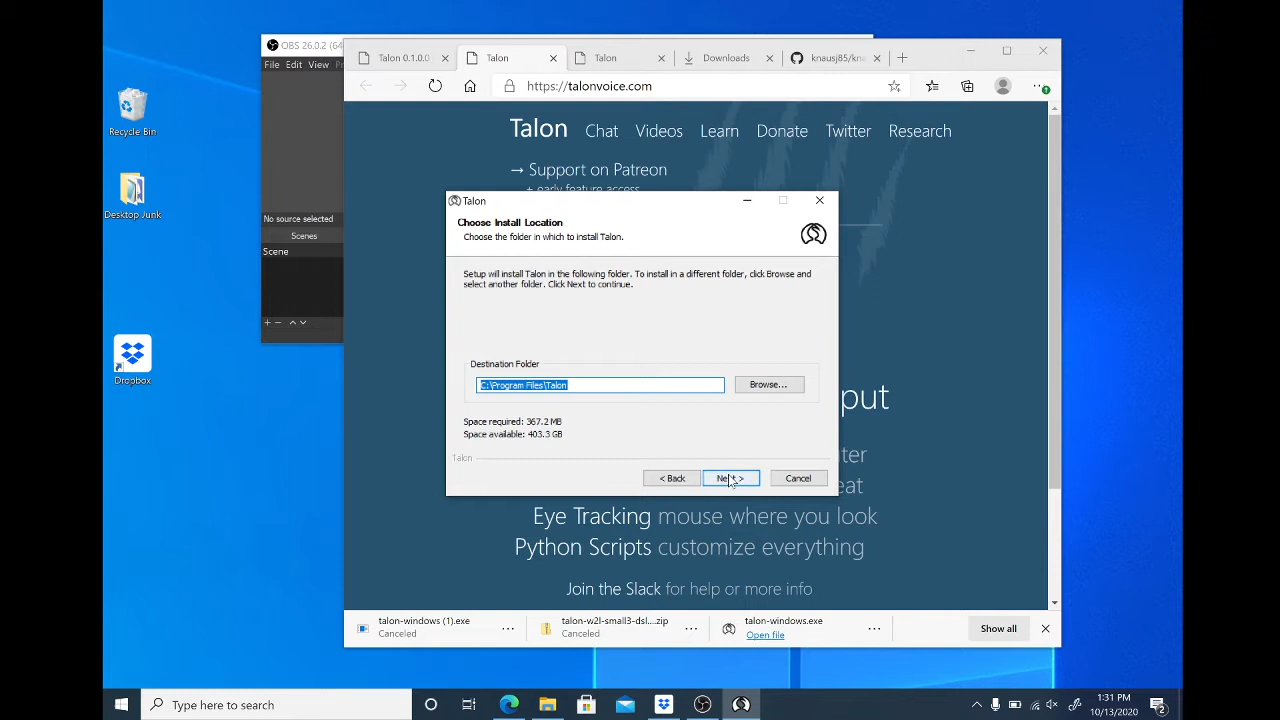 OBS 26.0.2 (64
File Edit View
No source selected
Scenes
Scene
Recycle Bin
Desktop Junk
Dropbox
Talon 0.1.0.0
Talon
Talon
Downloads
knausj85/kna
https://talonvoice.com
Talon Chat Videos Learn Donate Twitter Research
→ Support on Patreon
+ early feature access
Talon
Choose Install Location
Choose the folder in which to install Talon.
Setup will install Talon in the following folder. To install in a different folder, click Browse and
select another folder. Click Next to continue.
Destination Folder
C:\Program Files\Talon
Browse...
Space required: 367.2 MB
Space available: 403.3 GB
Talon
< Back
Next >
Cancel
put
ter
eat
Eye Tracking mouse where you look
Python Scripts customize everything
Join the Slack for help or more info
talon-windows (1).exe
Canceled
talon-w2l-small3-dsl....zip
Canceled
talon-windows.exe
Open file
Show all
Type here to search
1:31 PM
10/13/2020
2